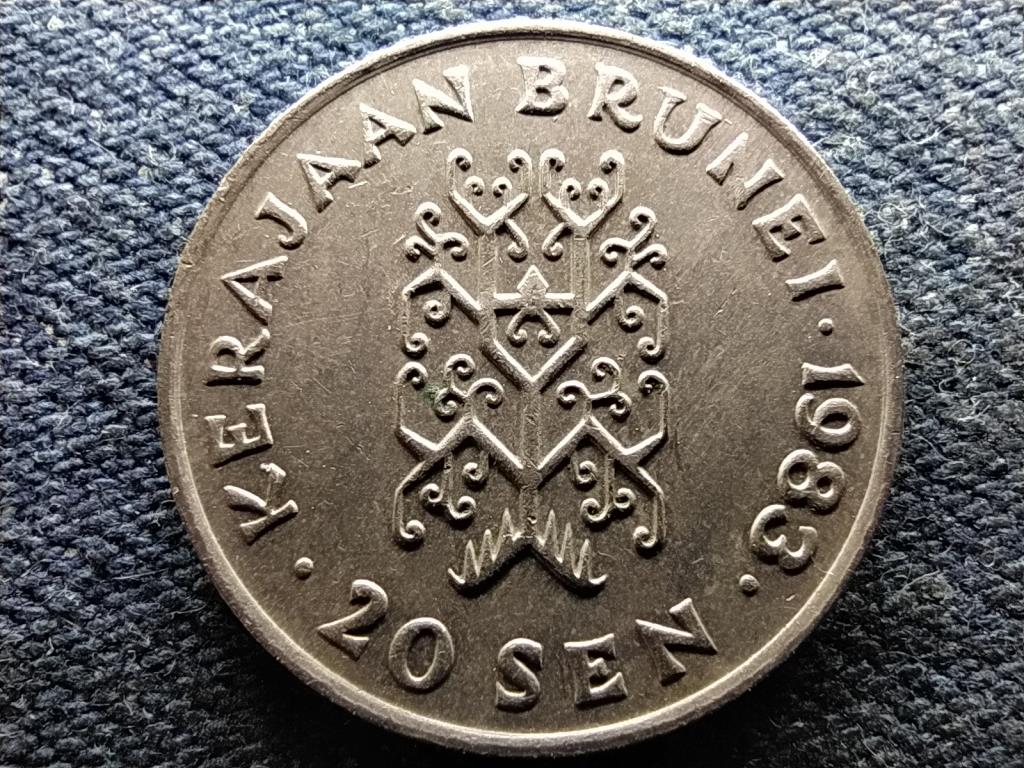 KERAJAAN BRUNEI · 1983 ·
20 SEN ·